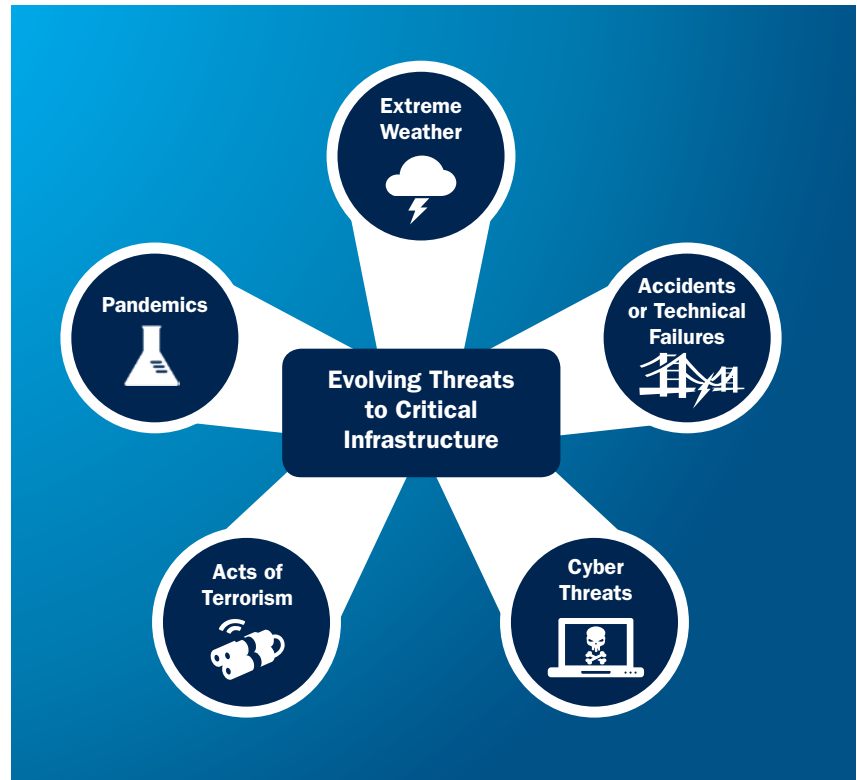 Extreme
Weather
Accidents
or Technical
Failures
Pandemics
Evolving Threats
to Critical
Infrastructure
Acts of
Terrorism
Cyber
Threats